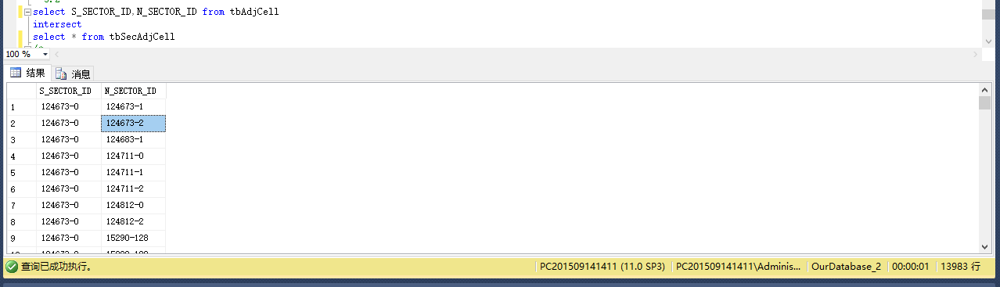 select S_SECTOR_ID,N_SECTOR_ID from tbAdjCell
intersect
select * from tbSecAdjCell
/*
100 %
结果 消息
S_SECTOR_ID N_SECTOR_ID
1 124673-0 124673-1
2 124673-0 124673-2
3 124673-0 124683-1
4 124673-0 124711-0
5 124673-0 124711-1
6 124673-0 124711-2
7 124673-0 124812-0
8 124673-0 124812-2
9 124673-0 15290-128
查询已成功执行。 PC201509141411 (11.0 SP3) PC201509141411\Adminis... OurDatabase_2 00:00:01 13983 行